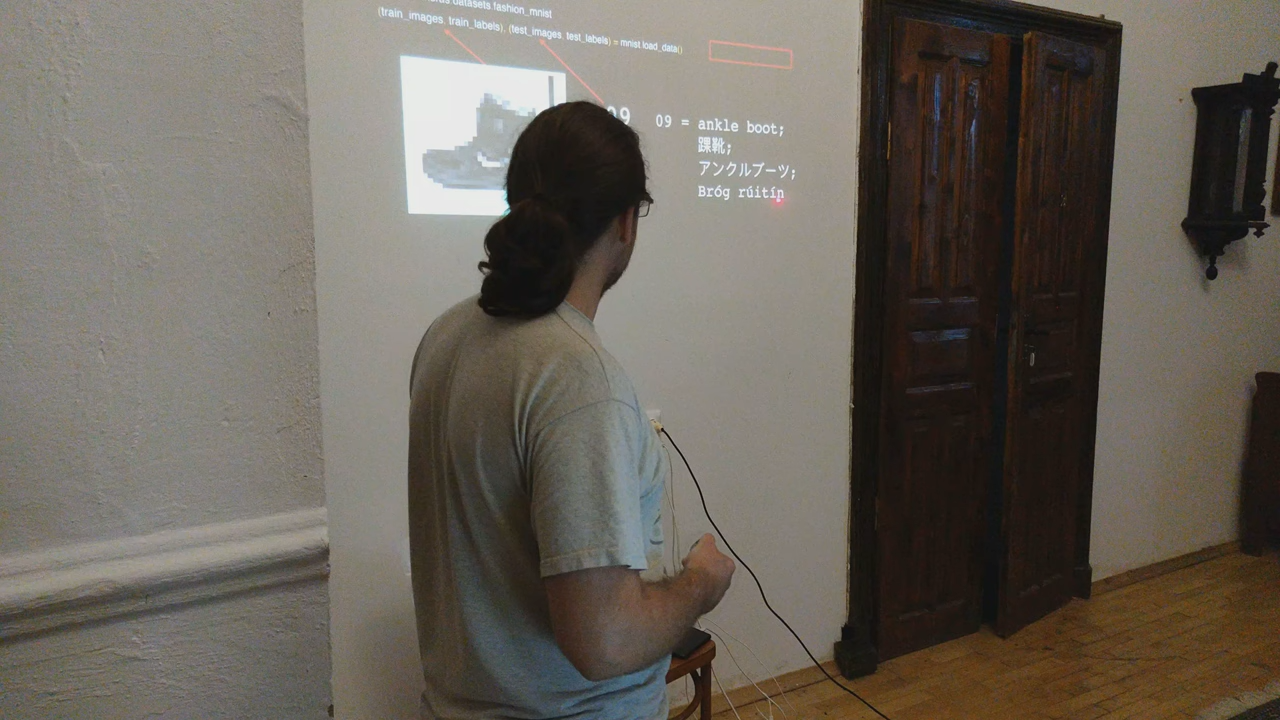 datasets.fashion_mnist
(train_images, train_labels), (test_images, test_labels) = mnist.load_data()
09 09 = ankle boot;
踝靴;
アンクルブーツ;
Bróg rúitín